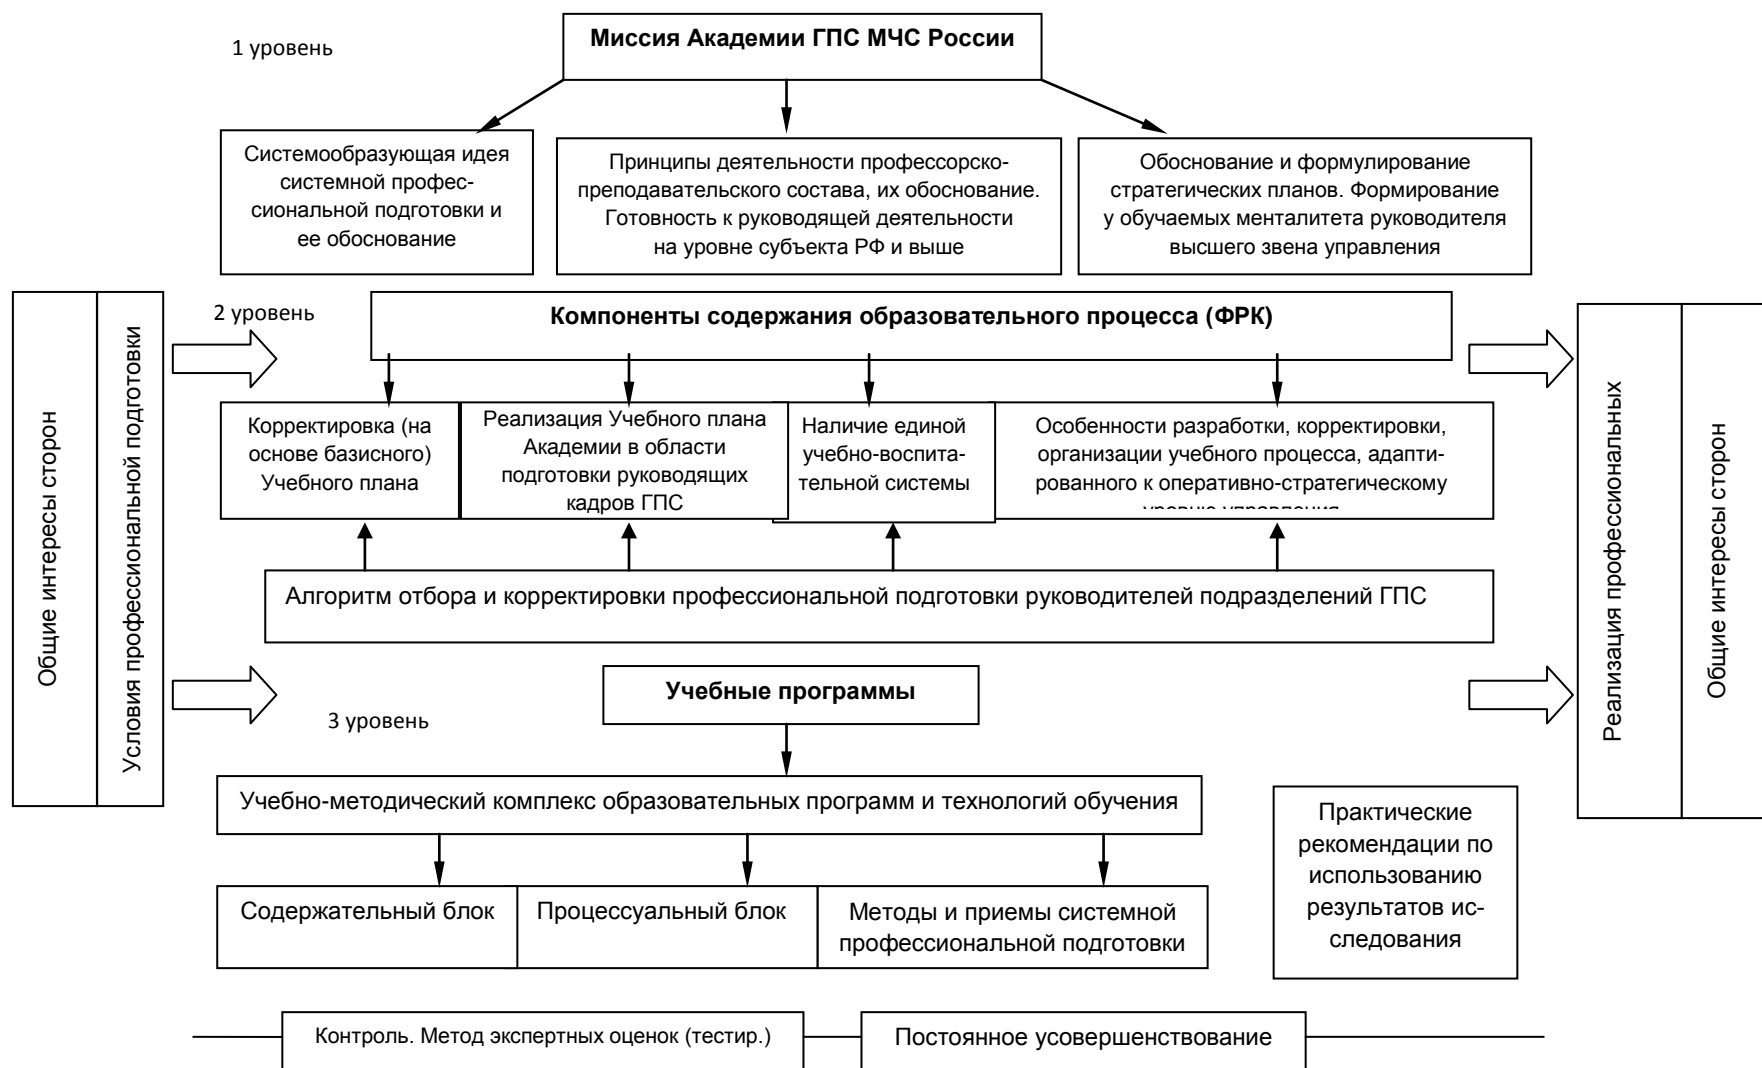 1 уровень
Миссия Академии ГПС МЧС России
Системообразующая идея
системной профес-
сиональной подготовки и
ее обоснование
Принципы деятельности профессорско-
преподавательского состава, их обоснование.
Готовность к руководящей деятельности
на уровне субъекта РФ и выше
Обоснование и формулирование
стратегических планов. Формирование
у обучаемых менталитета руководителя
высшего звена управления
Общие интересы сторон
Условия профессиональной подготовки
2 уровень
Компоненты содержания образовательного процесса (ФРК)
Корректировка (на
основе базисного)
Учебного плана
Реализация Учебного плана
Академии в области
подготовки руководящих
кадров ГПС
Наличие единой
учебно-воспита-
тельной системы
Особенности разработки, корректировки,
организации учебного процесса, адапти-
рованного к оперативно-стратегическому
уровню управления
Алгоритм отбора и корректировки профессиональной подготовки руководителей подразделений ГПС
Реализация профессиональных
Общие интересы сторон
Учебные программы
3 уровень
Учебно-методический комплекс образовательных программ и технологий обучения
Содержательный блок
Процессуальный блок
Методы и приемы системной
профессиональной подготовки
Практические
рекомендации по
использованию
результатов ис-
следования
Контроль. Метод экспертных оценок (тестир.)
Постоянное усовершенствование